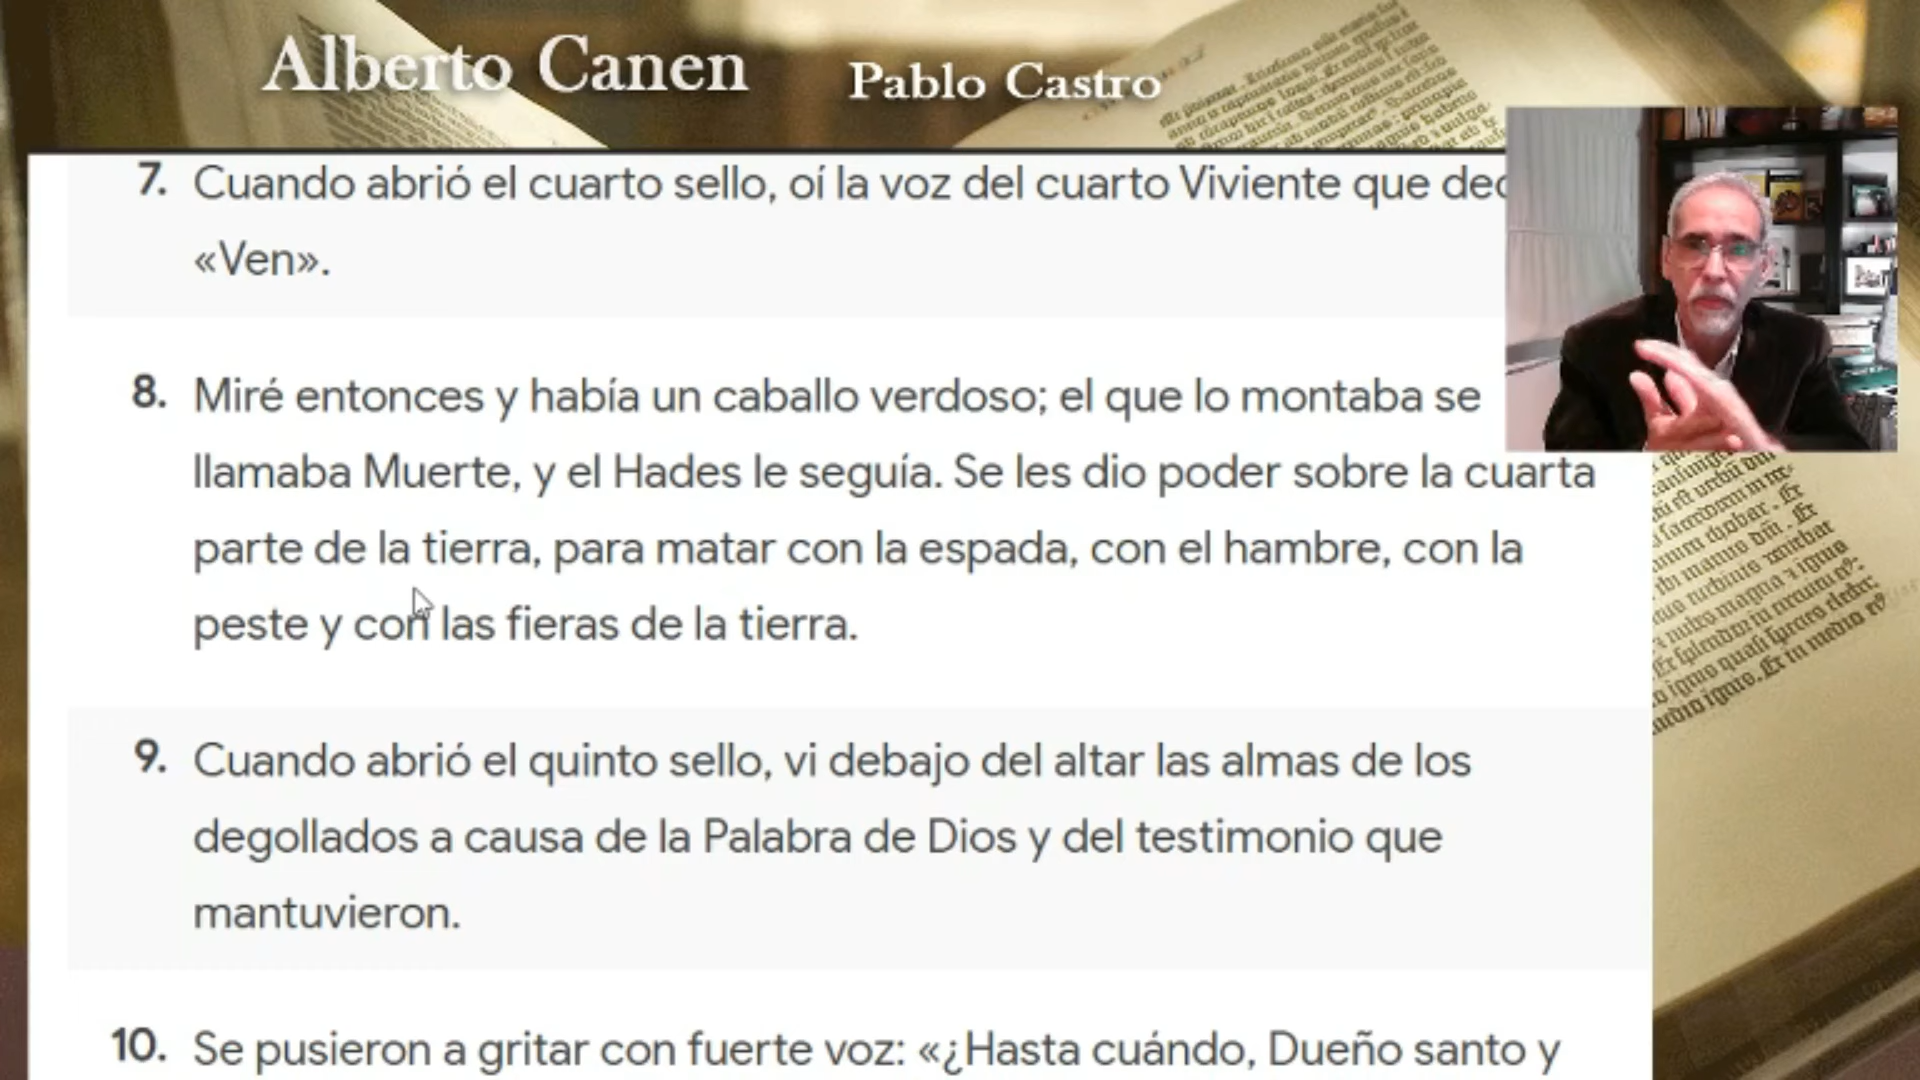 Alberto Canen
Pablo Castro
7. Cuando abrió el cuarto sello, oí la voz del cuarto Viviente que
«Ven».
8. Miré entonces y había un caballo verdoso; el que lo montaba se
llamaba Muerte, y el Hades le seguía. Se les dio poder sobre la cuarta
parte de la tierra, para matar con la espada, con el hambre, con la
peste y con las fieras de la tierra.
9. Cuando abrió el quinto sello, vi debajo del altar las almas de los
degollados a causa de la Palabra de Dios y del testimonio que
mantuvieron.
10. Se pusieron a gritar con fuerte voz: «¿Hasta cuándo, Dueño santo y